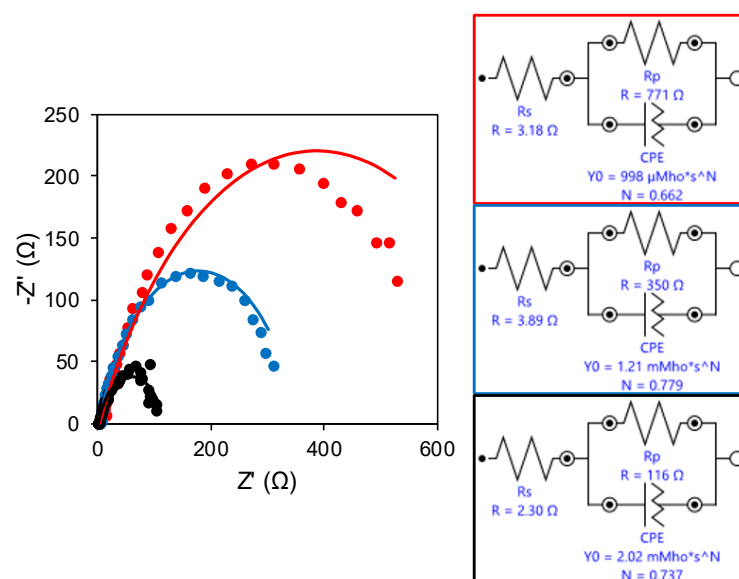 250
200
150
100
50
0
0
200
400
600
-Z'' (Ω)
Z' (Ω)
Rs
R = 3.18 Ω
Rp
R = 771 Ω
CPE
Y0 = 998 µMho*s^N
N = 0.662
Rs
R = 3.89 Ω
Rp
R = 350 Ω
CPE
Y0 = 1.21 mMho*s^N
N = 0.779
Rs
R = 2.30 Ω
Rp
R = 116 Ω
CPE
Y0 = 2.02 mMho*s^N
N = 0.737